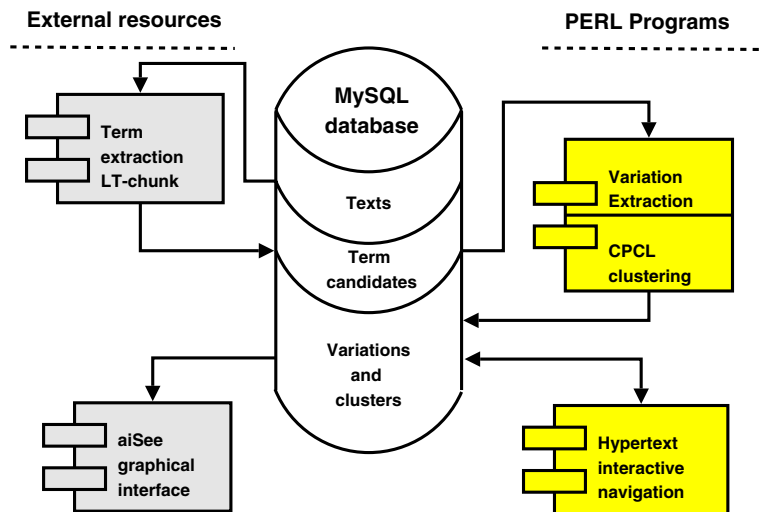 External resources
PERL Programs
MySQL
database
Term
extraction
LT-chunk
Texts
Term
candidates
Variations
and
clusters
Variation
Extraction
CPCL
clustering
aiSee
graphical
interface
Hypertext
interactive
navigation